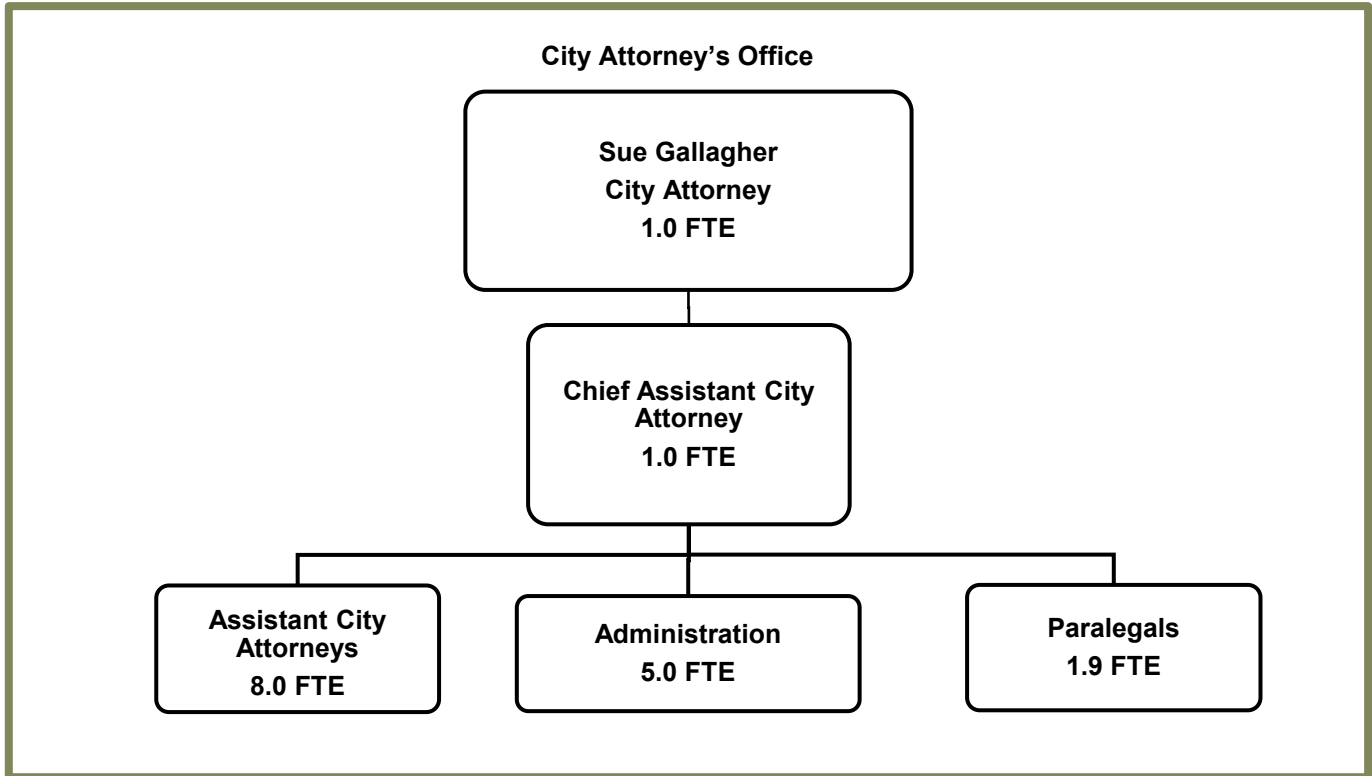 City Attorney’s Office
Sue Gallagher
City Attorney
1.0 FTE
Chief Assistant City
Attorney
1.0 FTE
Assistant City
Attorneys
8.0 FTE
Administration
5.0 FTE
Paralegals
1.9 FTE